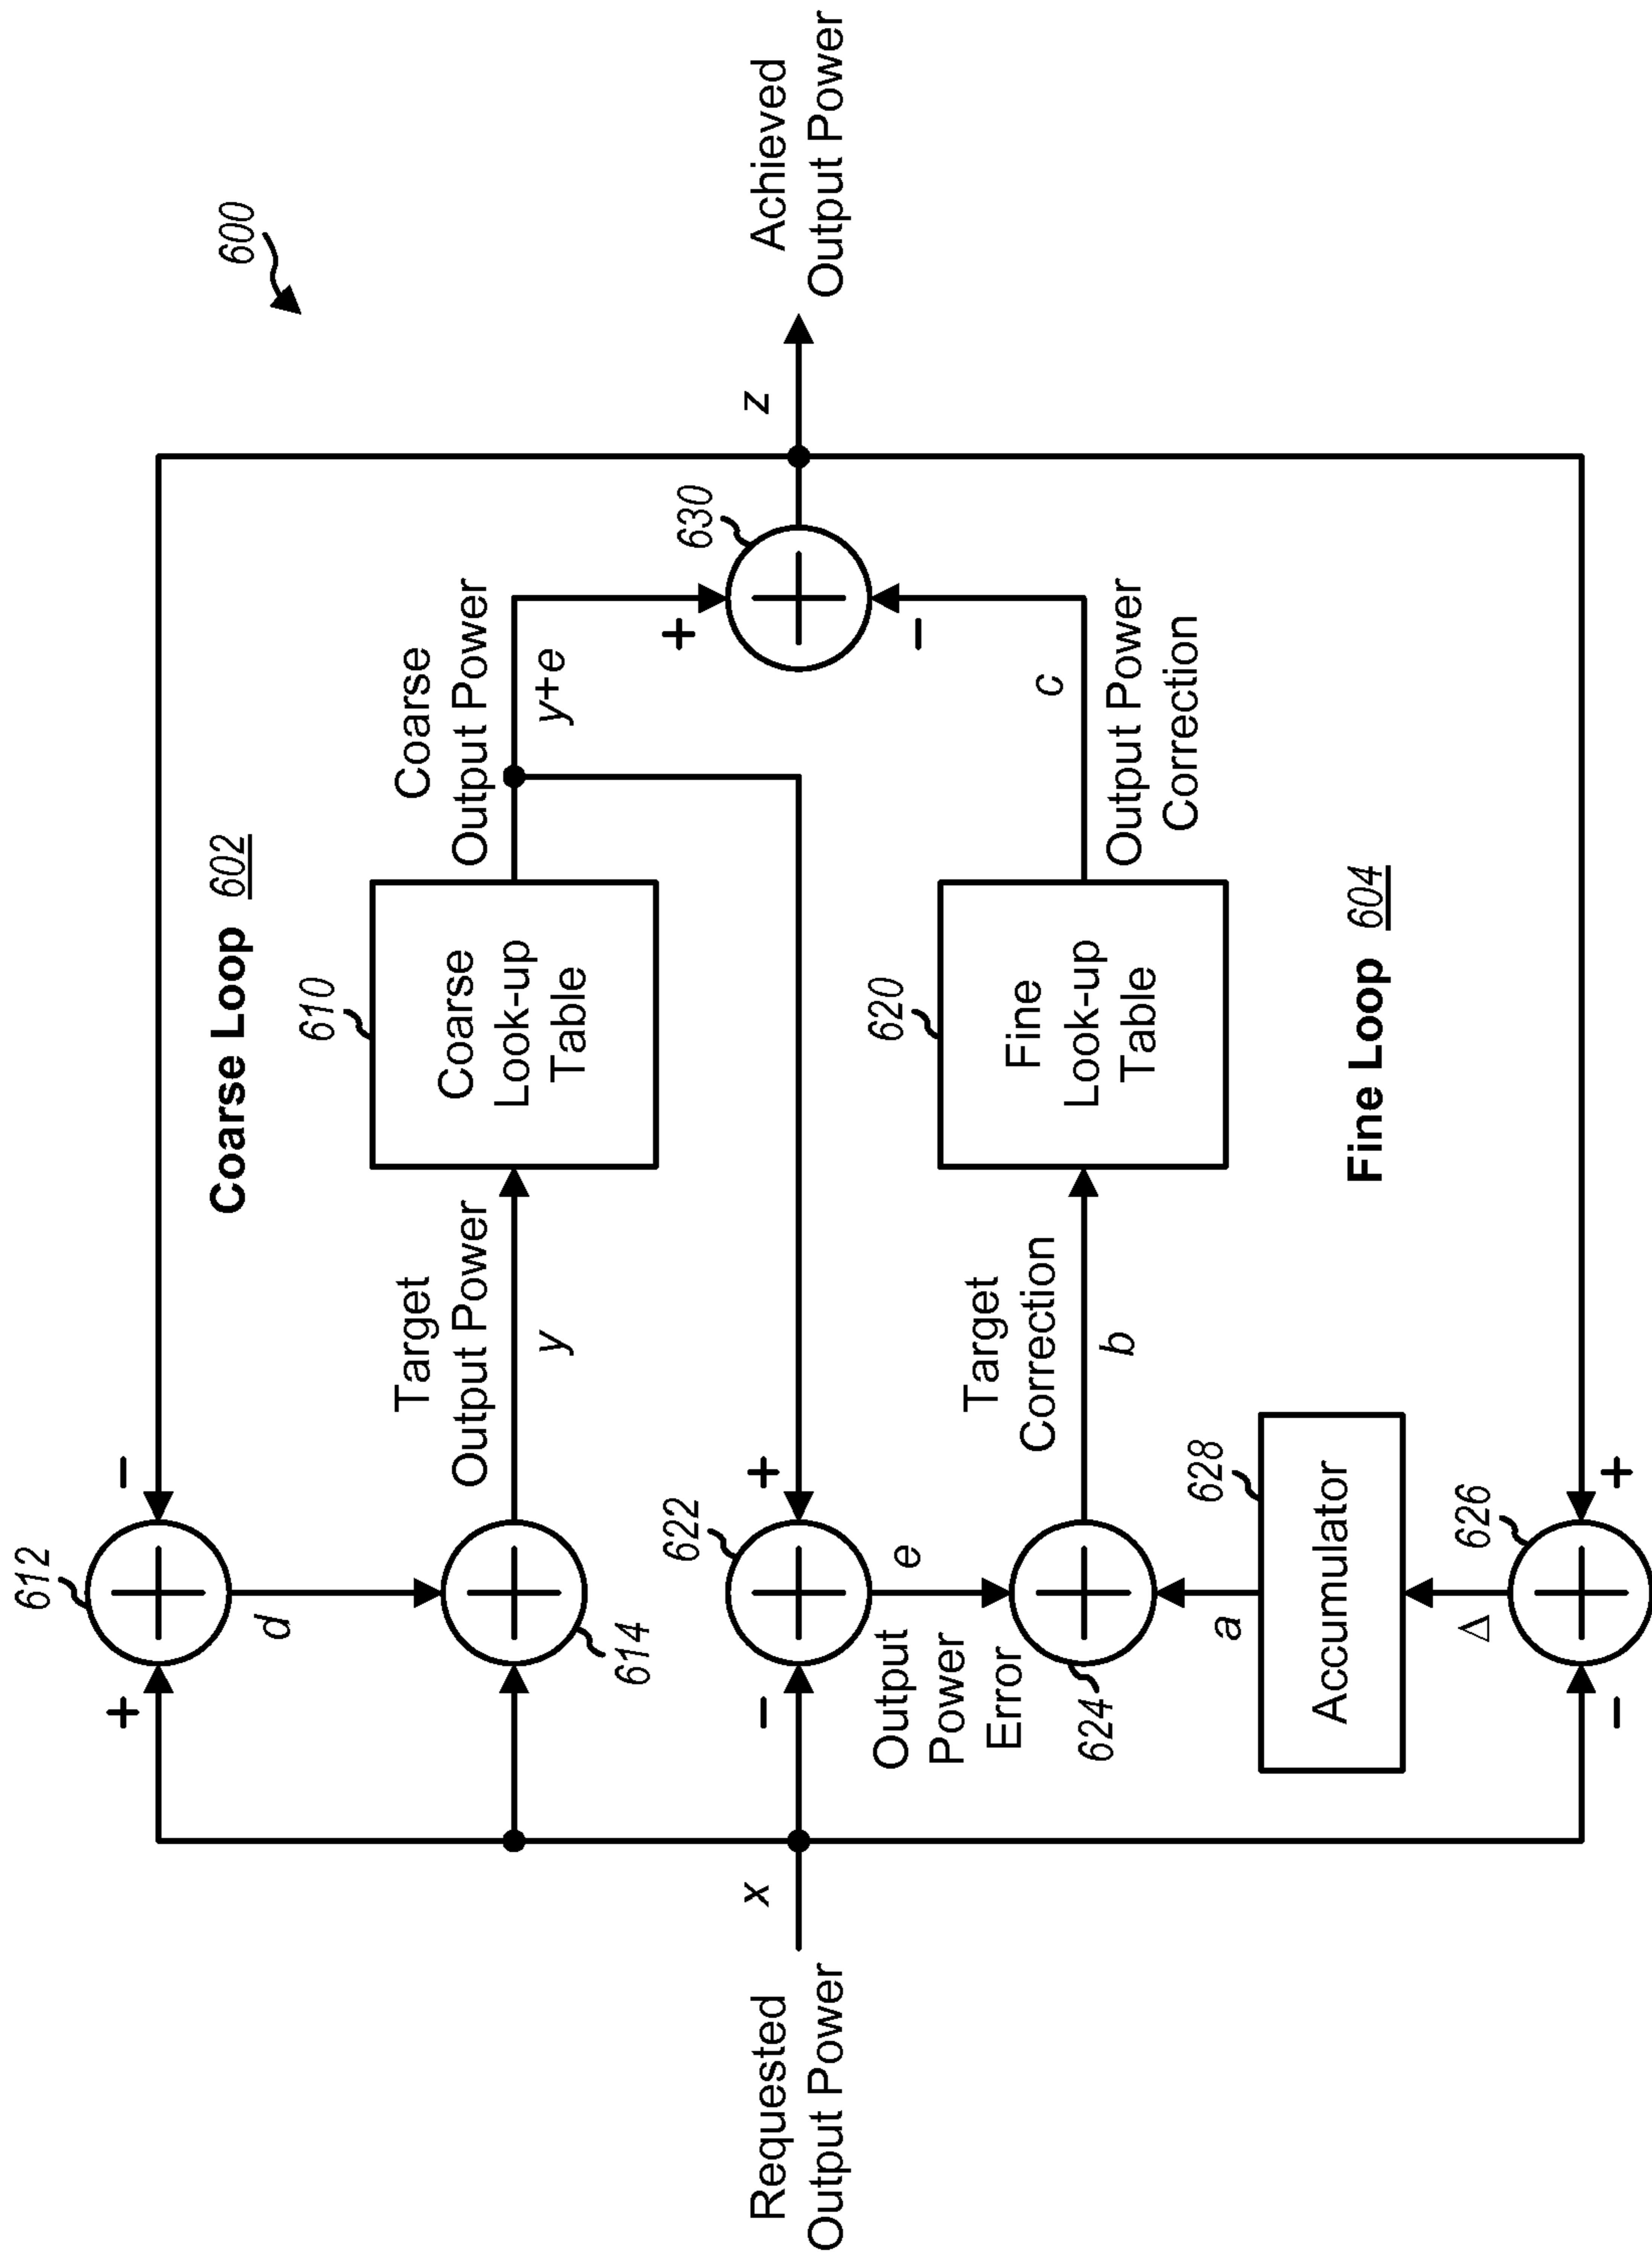 600
Coarse Loop 602
612
+
−
d
Target
Output Power
y
614
610
Coarse
Look-up
Table
Coarse
Output Power
y+e
+
630
−
z
Achieved
Output Power
Requested
Output Power
x
622
−
+
e
Output
Power
Error
624
Target
Correction
b
620
Fine
Look-up
Table
c
Output Power
Correction
a
628
Accumulator
Δ
626
−
+
Fine Loop 604